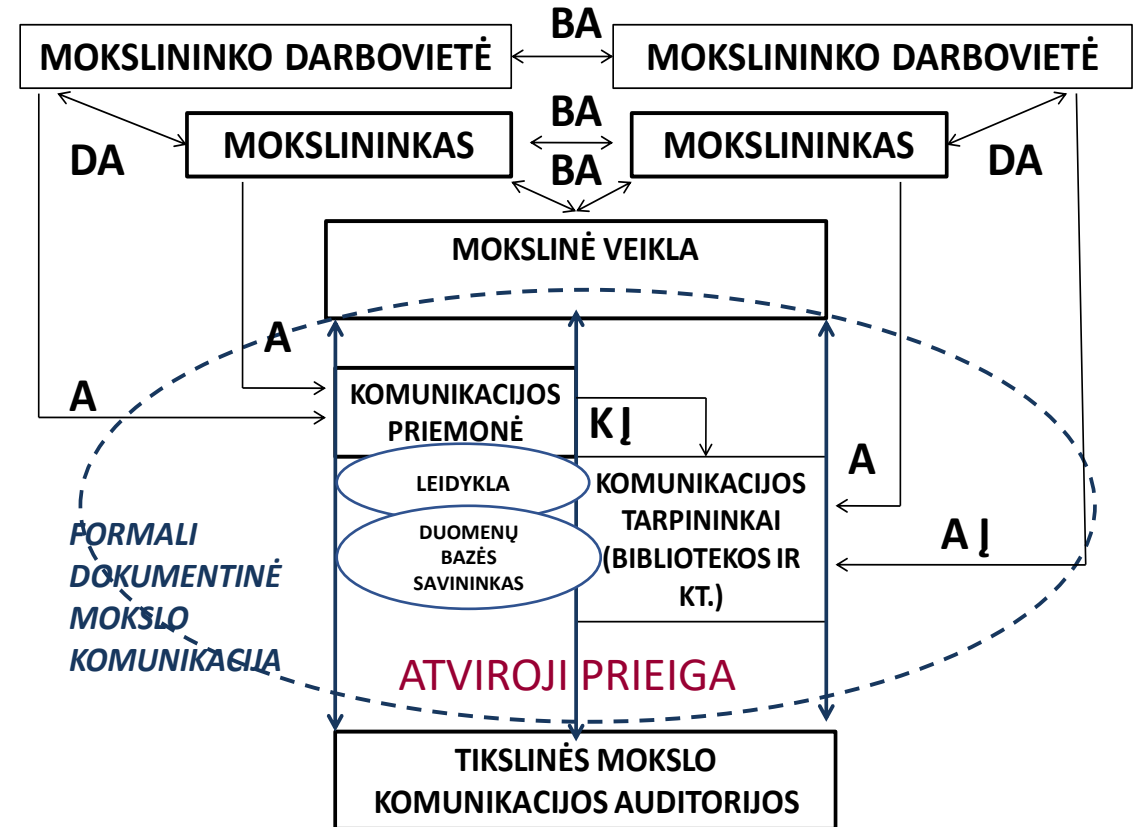 BA
MOKSLININKO DARBOVIETĖ
MOKSLININKO DARBOVIETĖ
BA
MOKSLININKAS
MOKSLININKAS
DA
BA
DA
MOKSLINĖ VEIKLA
A
A
KOMUNIKACIJOS
PRIEMONĖ
K Į
A
LEIDYKLA
KOMUNIKACIJOS
TARPININKAI
(BIBLIOTEKOS IR
KT.)
DUOMENŲ
BAZĖS
SAVININKAS
A Į
FORMALI
DOKUMENTINĖ
MOKSLO
KOMUNIKACIJA
ATVIROJI PRIEIGA
TIKSLINĖS MOKSLO
KOMUNIKACIJOS AUDITORIJOS